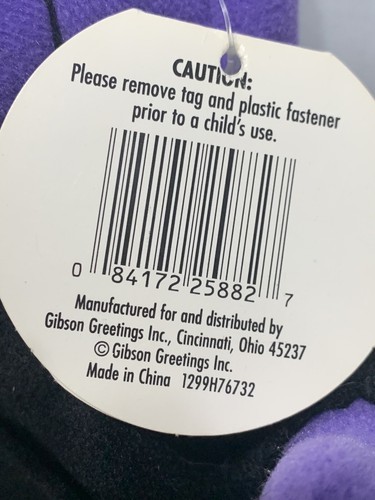 CAUTION:
Please remove tag and plastic fastener
prior to a child's use.
0 84172 25882 7
Manufactured for and distributed by
Gibson Greetings Inc., Cincinnati, Ohio 45237
© Gibson Greetings Inc.
Made in China 1299H76732